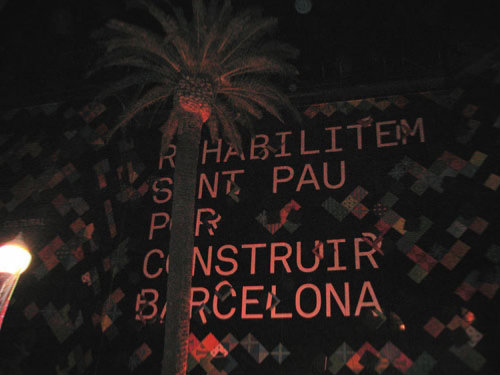 REHABILITEM
SANT PAU
PER
CONSTRUIR
BARCELONA